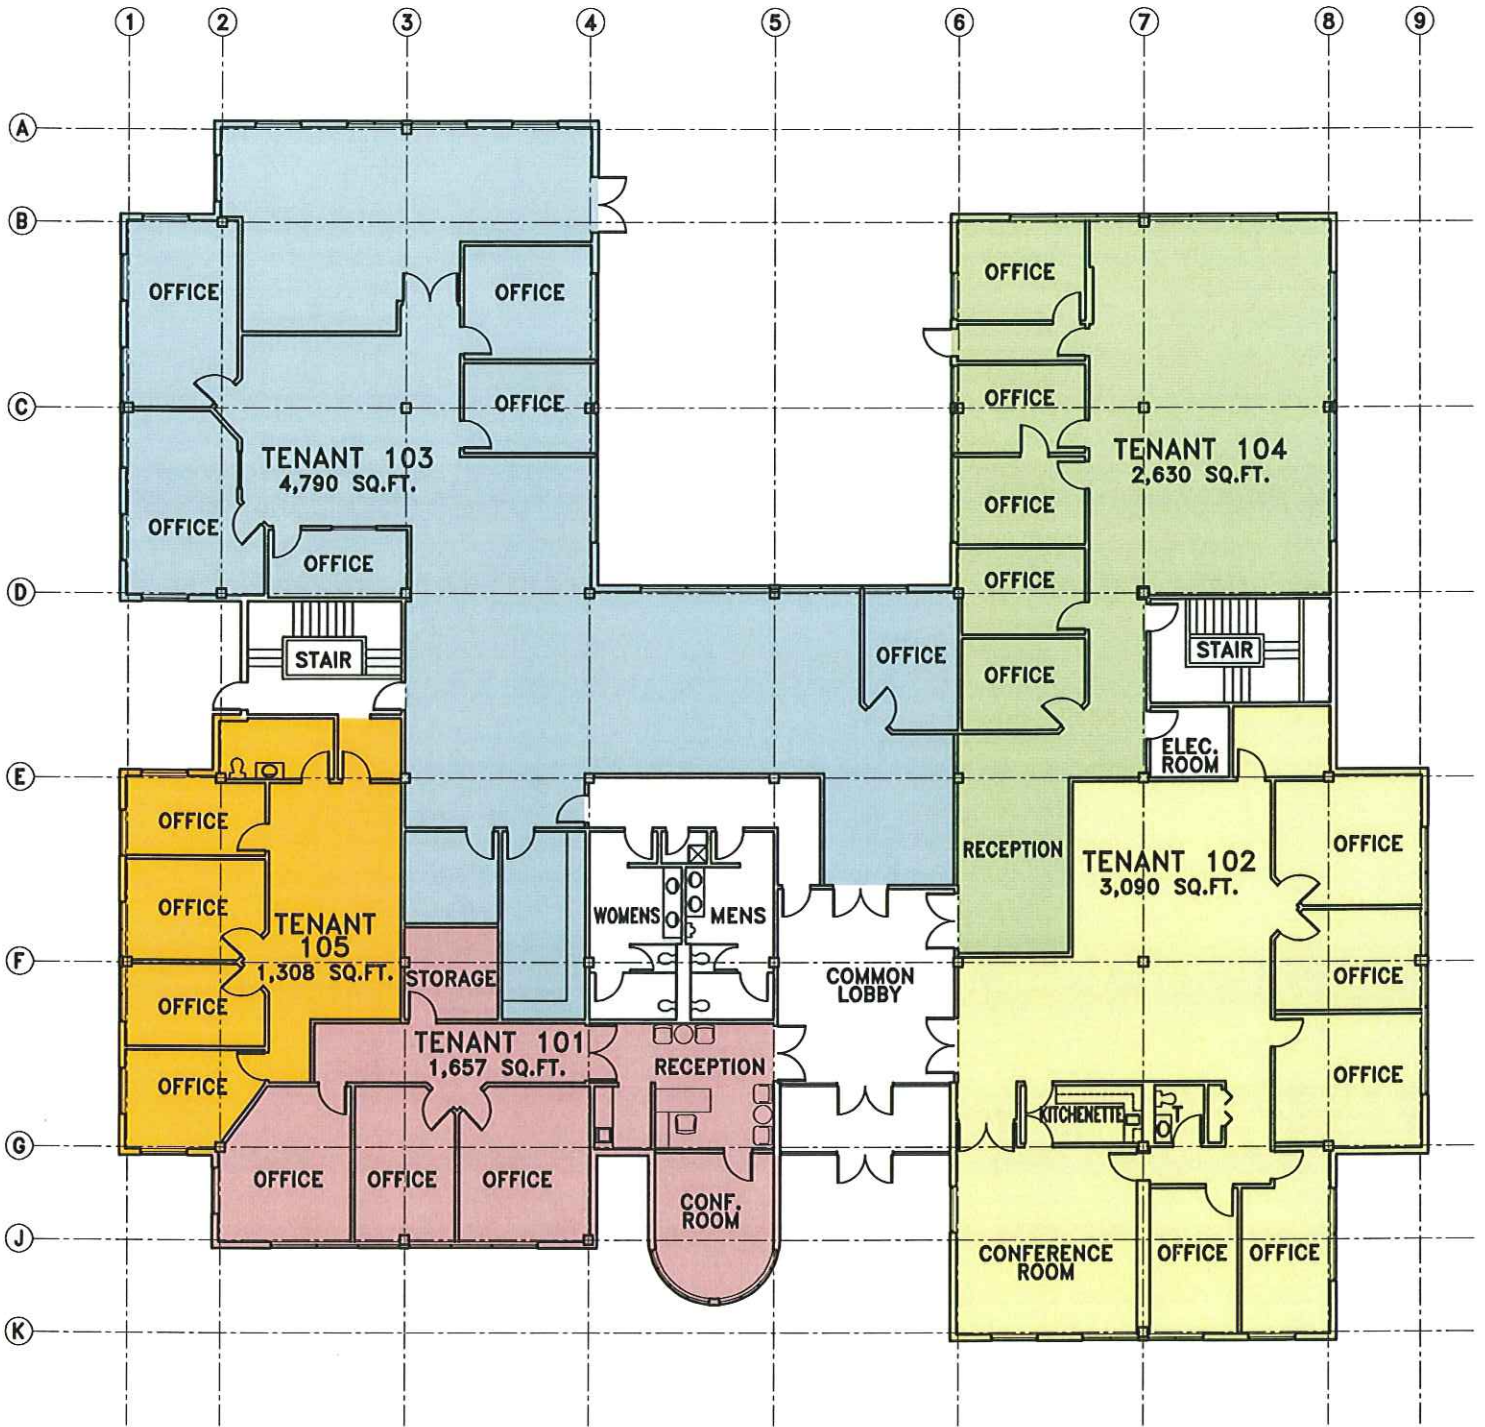 1 2 3 4 5 6 7 8 9
A
B
OFFICE
OFFICE
OFFICE
OFFICE
OFFICE
C
TENANT 103
4,790 SQ.FT.
TENANT 104
2,630 SQ.FT.
OFFICE
OFFICE
OFFICE
OFFICE
D
STAIR
OFFICE
OFFICE
STAIR
ELEC.
ROOM
E
OFFICE
RECEPTION
TENANT 102
3,090 SQ.FT.
OFFICE
OFFICE
TENANT
105
1,308 SQ.FT.
WOMENS
MENS
F
STORAGE
COMMON
LOBBY
OFFICE
OFFICE
TENANT 101
1,657 SQ.FT.
RECEPTION
OFFICE
OFFICE
KITCHENETTE
T
G
OFFICE
OFFICE
OFFICE
CONF.
ROOM
J
CONFERENCE
ROOM
OFFICE
OFFICE
K